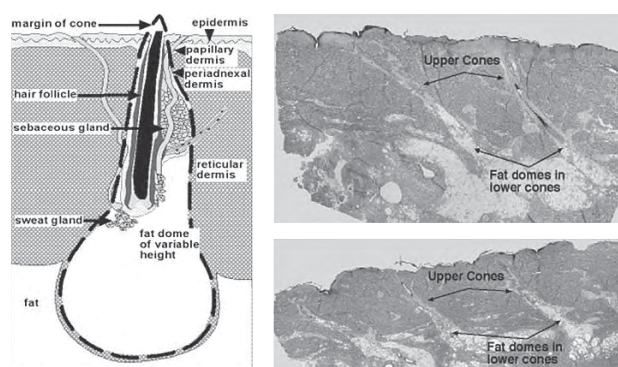 margin of cone
epidermis
papillary
dermis
periadnexal
dermis
hair follicle
sebaceous gland
reticular
dermis
sweat gland
fat dome
of variable
height
fat
Upper Cones
Fat domes in
lower cones
Upper Cones
Fat domes in
lower cones